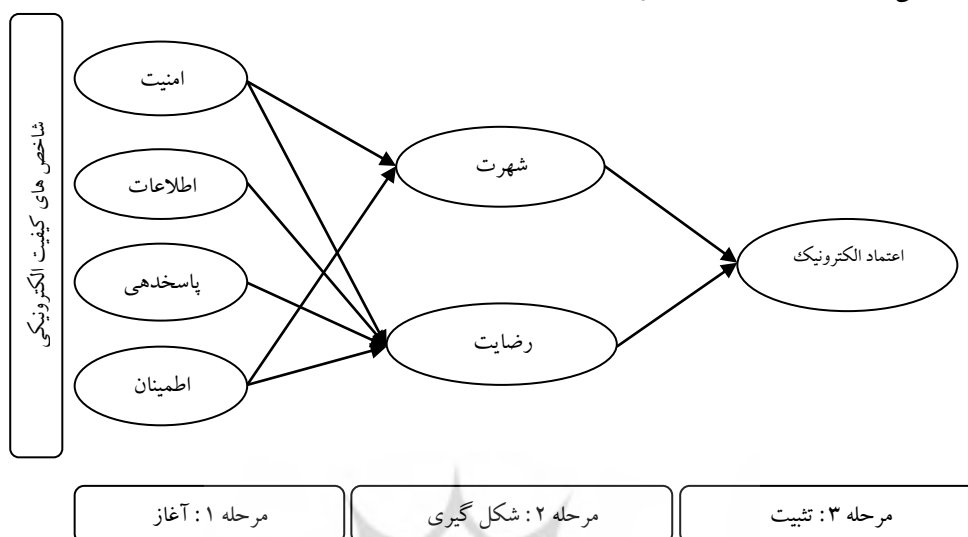 شاخص های کیفیت الکترونیکی
امنیت
اطلاعات
پاسخدهی
اطمینان
شهرت
رضایت
اعتماد الکترونیک
مرحله ۱: آغاز
مرحله ۲: شکل گیری
مرحله ۳: تثبیت